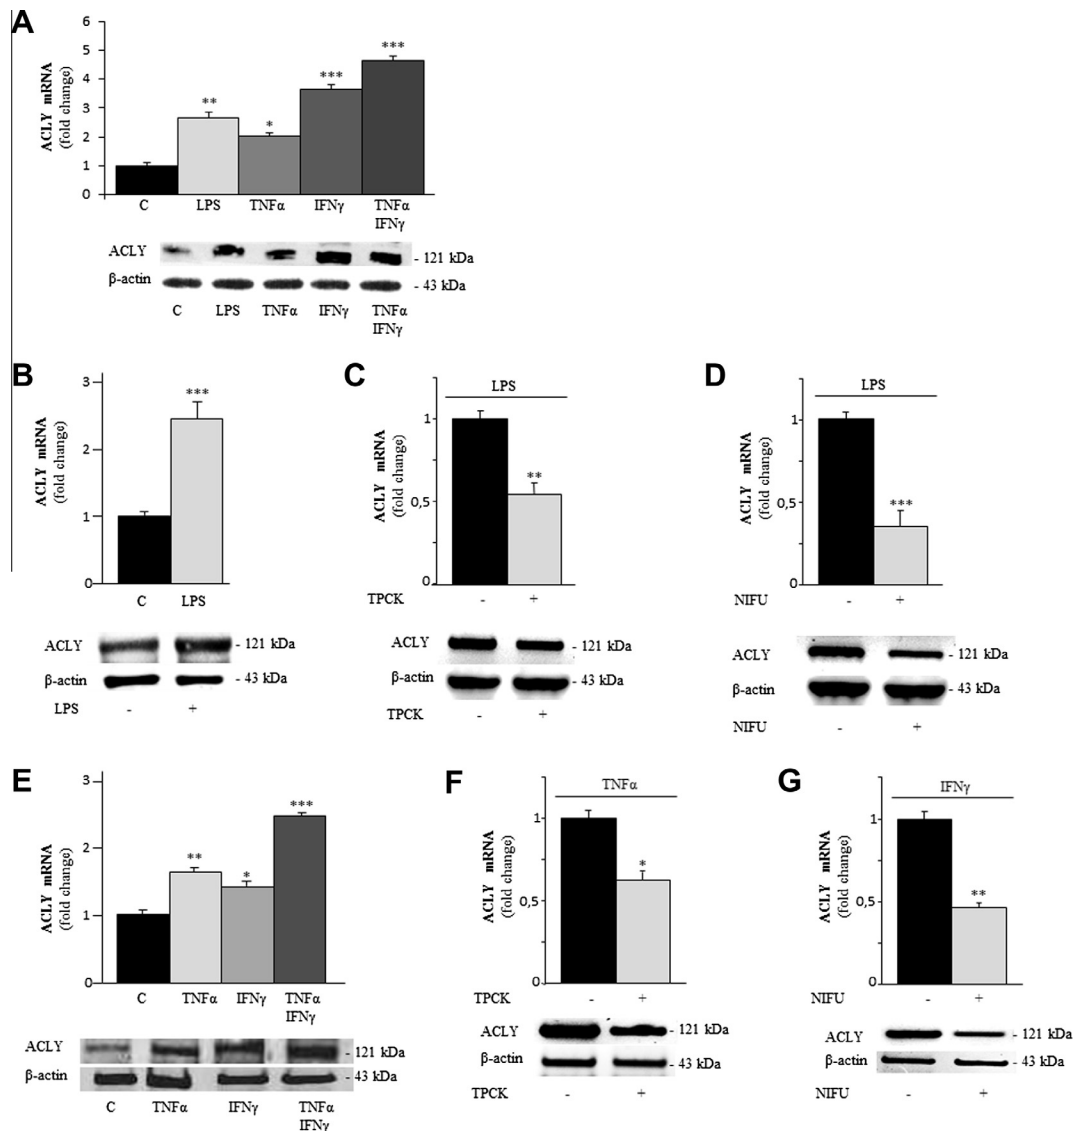 A
ACLY mRNA
(fold change)
6
5
4
3
2
1
0
**
*
***
***
C LPS TNFα IFNγ TNFα
IFNγ
ACLY - 121 kDa
β-actin - 43 kDa
C LPS TNFα IFNγ TNFα
IFNγ
B
ACLY mRNA
(fold change)
3
2
1
0
***
C LPS
ACLY - 121 kDa
β-actin - 43 kDa
LPS - +
C
LPS
ACLY mRNA
(fold change)
1
0,5
0
**
TPCK - +
ACLY - 121 kDa
β-actin - 43 kDa
TPCK - +
D
LPS
ACLY mRNA
(fold change)
1
0,5
0
***
NIFU - +
ACLY - 121 kDa
β-actin - 43 kDa
NIFU - +
E
ACLY mRNA
(fold change)
3
2
1
0
**
*
***
C TNFα IFNγ TNFα
IFNγ
ACLY - 121 kDa
β-actin - 43 kDa
C TNFα IFNγ TNFα
IFNγ
F
TNFα
ACLY mRNA
(fold change)
1
0,5
0
*
TPCK - +
ACLY - 121 kDa
β-actin - 43 kDa
TPCK - +
G
IFNγ
ACLY mRNA
(fold change)
1
0,5
0
**
NIFU - +
ACLY - 121 kDa
β-actin - 43 kDa
NIFU - +